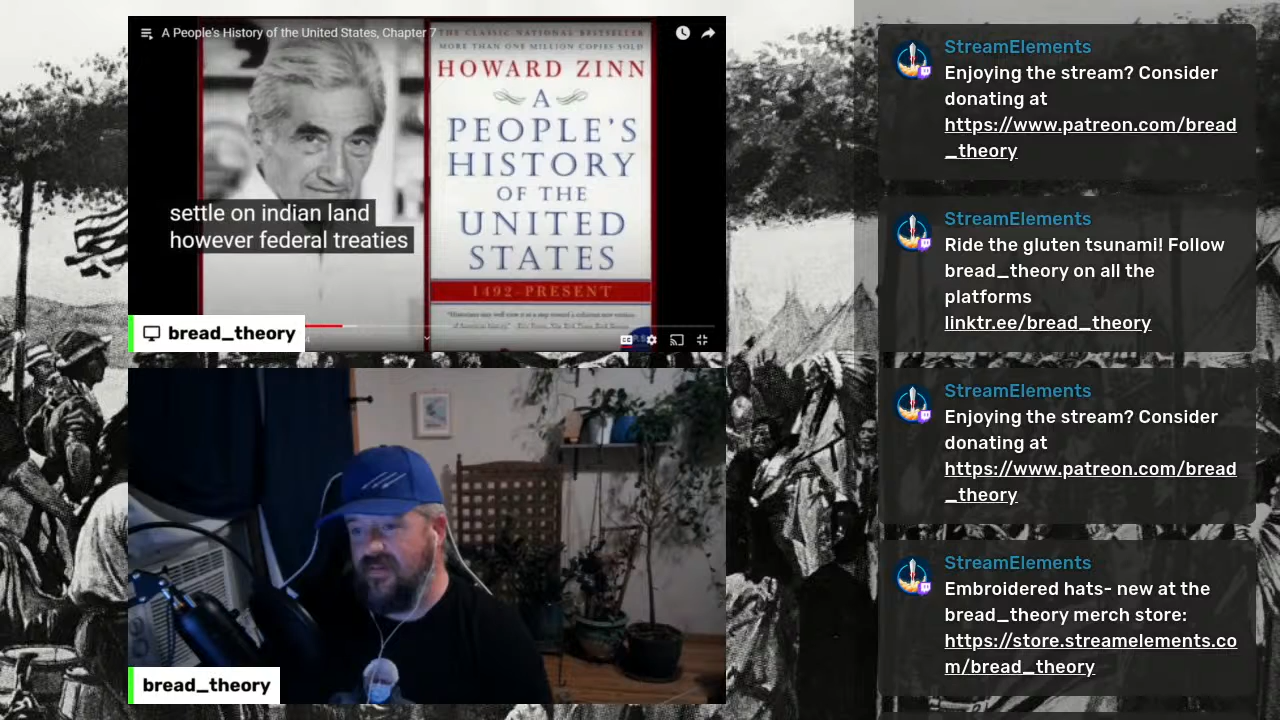 A People's History of the United States, Chapter 7
THE CLASSIC NATIONAL BESTSELLER
MORE THAN ONE MILLION COPIES SOLD
HOWARD ZINN
A
PEOPLE'S
HISTORY
OF THE
UNITED
STATES
1492-PRESENT
settle on indian land
however federal treaties
bread_theory
CC
bread_theory
StreamElements
Enjoying the stream? Consider
donating at
https://www.patreon.com/bread
_theory
StreamElements
Ride the gluten tsunami! Follow
bread_theory on all the
platforms
linktr.ee/bread_theory
StreamElements
Enjoying the stream? Consider
donating at
https://www.patreon.com/bread
_theory
StreamElements
Embroidered hats- new at the
bread_theory merch store:
https://store.streamelements.co
m/bread_theory